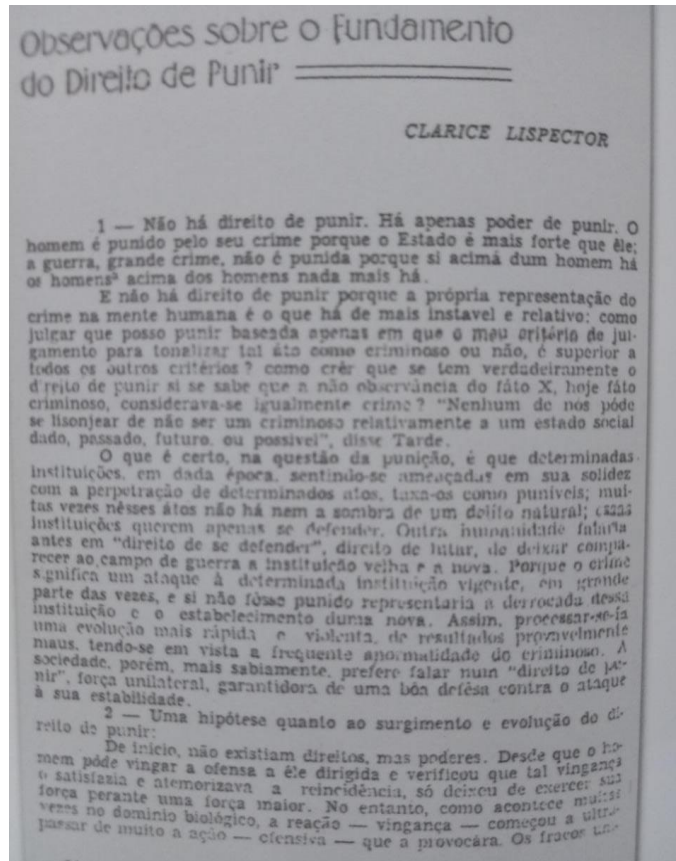 Observações sobre o Fundamento
do Direito de Punir
CLARICE LISPECTOR
1 — Não há direito de punir. Há apenas poder de punir. O
homem é punido pelo seu crime porque o Estado é mais forte que êle;
a guerra, grande crime, não é punida porque si acimá dum homem há
os homens acima dos homens nada mais há.
E não há direito de punir porque a própria representação do
crime na mente humana é o que há de mais instavel e relativo: como
julgar que posso punir baseada apenas em que o meu critério de jul-
gamento para tonalizar tal áto como criminoso ou não, é superior a
todos os outros critérios? como crêr que se tem verdadeiramente o
direito de punir si se sabe que a não observância do fáto X, hoje fáto
criminoso, considerava-se igualmente crime? "Nenhum de nos póde
se lisonjear de não ser um criminoso relativamente a um estado social
dado, passado, futuro, ou possivel", disse Tarde.
O que é certo, na questão da punição, é que determinadas
instituições, em dada época, sentindo-se ameaçadas em sua solidez
com a perpetração de determinados atos, taxa-os como puníveis; mui-
tas vezes nêsses átos não há nem a sombra de um delito natural; essas
instituições querem apenas se defender. Outra humanidade falaria
antes em "direito de se defender", direito de lutar, de deixar compa-
recer ao campo de guerra a instituição velha e a nova. Porque o crime
significa um ataque à determinada instituição vigente, em grande
parte das vezes, e si não fôsse punido representaria a derrocada dessa
instituição e o estabelecimento duma nova. Assim, processar-se-ia
uma evolução mais rápida e violenta, de resultados provavelmente
maus, tendo-se em vista a frequente anormalidade do criminoso. A
sociedade, porém, mais sabiamente, prefere falar num "direito de pu-
nir", força unilateral, garantidora de uma bôa defêsa contra o ataque
à sua estabilidade.
2 — Uma hipótese quanto ao surgimento e evolução do di-
reito de punir:
De inicio, não existiam direitos, mas poderes. Desde que o ho-
mem pôde vingar a ofensa a êle dirigida e verificou que tal vingança
o satisfazia e atemorizava a reincidência, só deixou de exercer sua
força perante uma força maior. No entanto, como acontece muitas
vezes no dominio biológico, a reação — vingança — começou a ultra-
passar de muito a ação — ofensiva — que a provocára. Os fracos